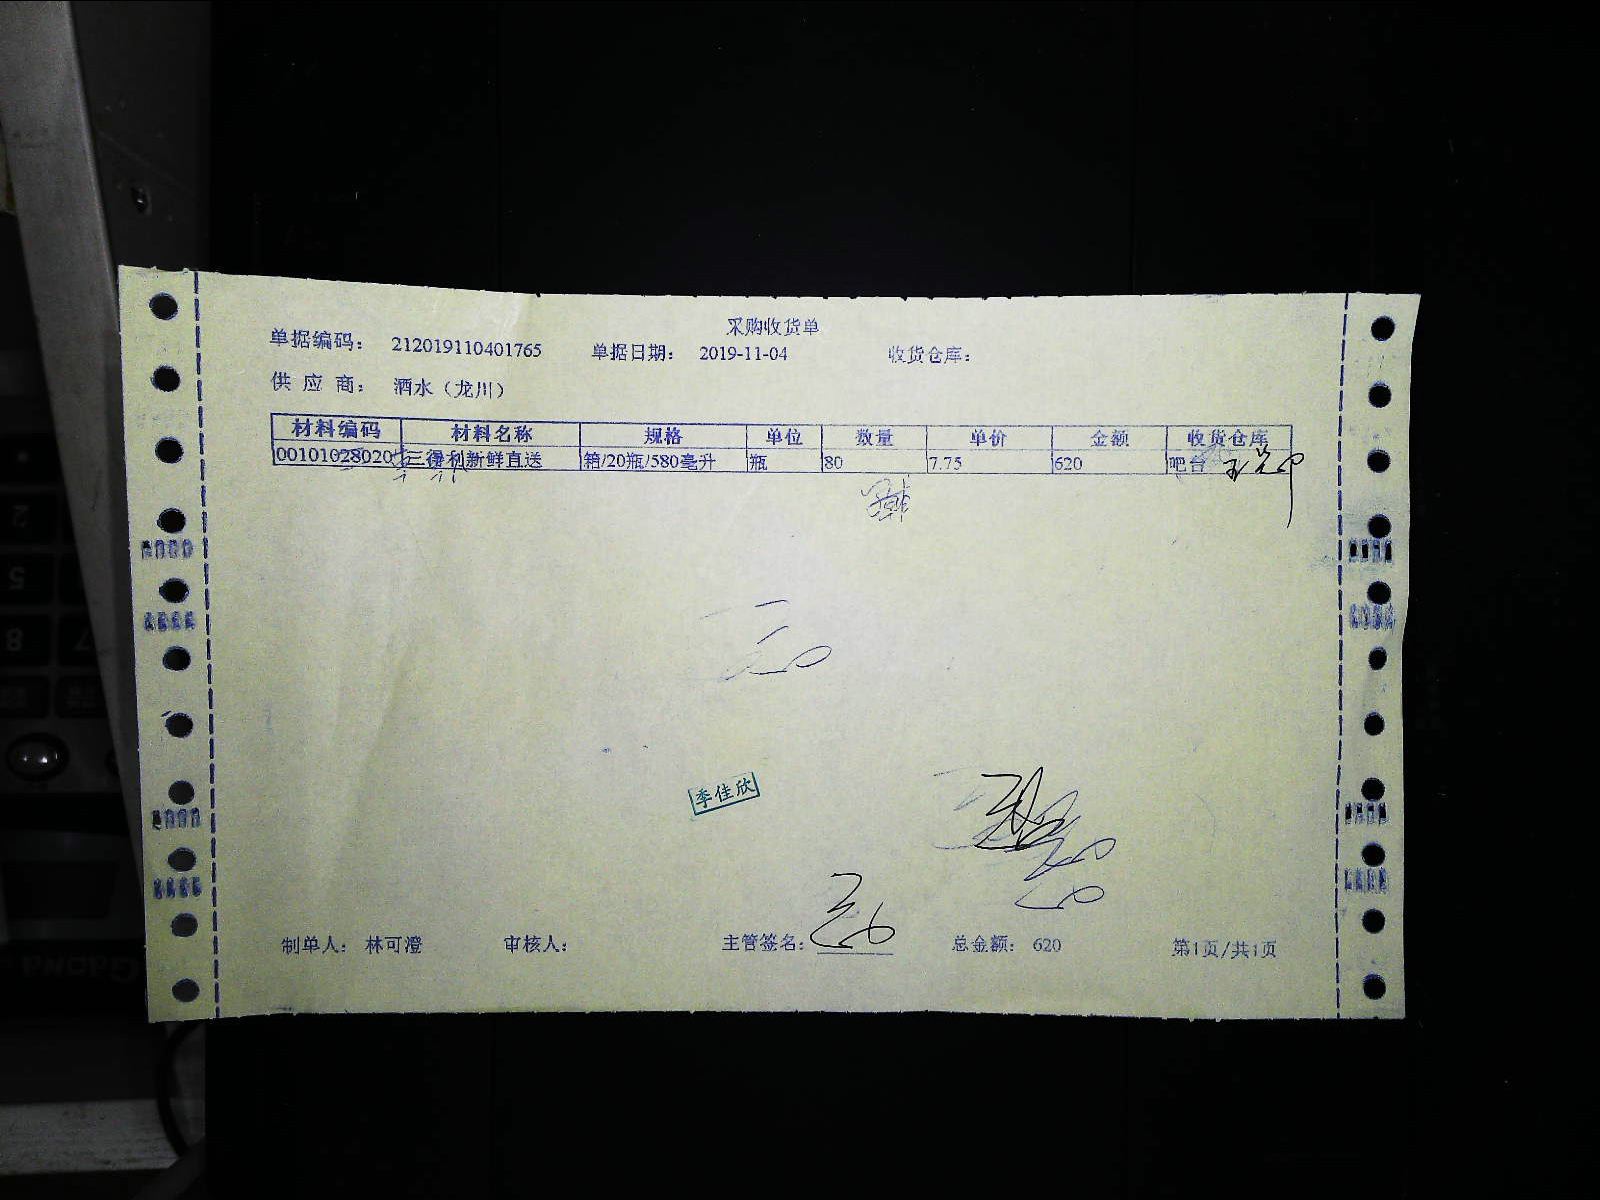 采购收货单
单据编码： 212019110401765 单据日期： 2019-11-04 收货仓库：
供 应 商： 酒水（龙川）
材料编码 材料名称 规格 单位 数量 单价 金额 收货仓库
00101028020 三得利新鲜直送 箱/20瓶/580毫升 瓶 80 7.75 620 吧台
李佳欣
制单人： 林可澄 审核人： 主管签名： 总金额： 620 第1页/共1页